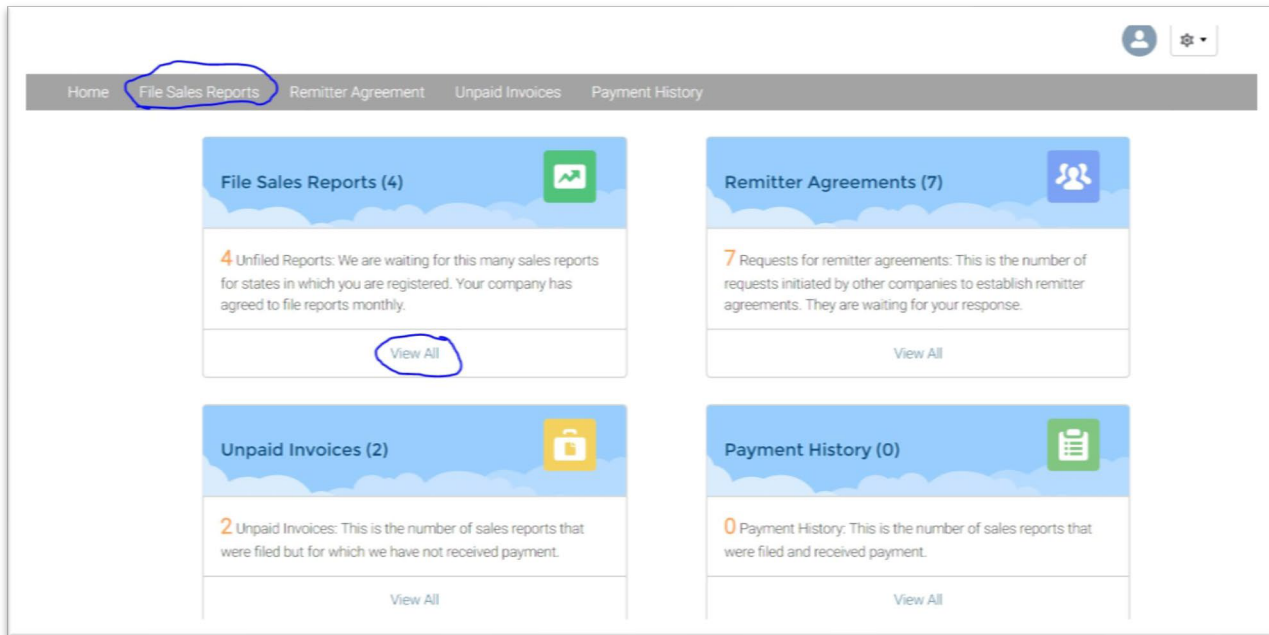 Home File Sales Reports Remitter Agreement Unpaid Invoices Payment History
File Sales Reports (4)
4 Unfiled Reports: We are waiting for this many sales reports
for states in which you are registered. Your company has
agreed to file reports monthly.
View All
Remitter Agreements (7)
7 Requests for remitter agreements: This is the number of
requests initiated by other companies to establish remitter
agreements. They are waiting for your response.
View All
Unpaid Invoices (2)
2 Unpaid Invoices: This is the number of sales reports that
were filed but for which we have not received payment.
View All
Payment History (0)
0 Payment History: This is the number of sales reports that
were filed and received payment.
View All